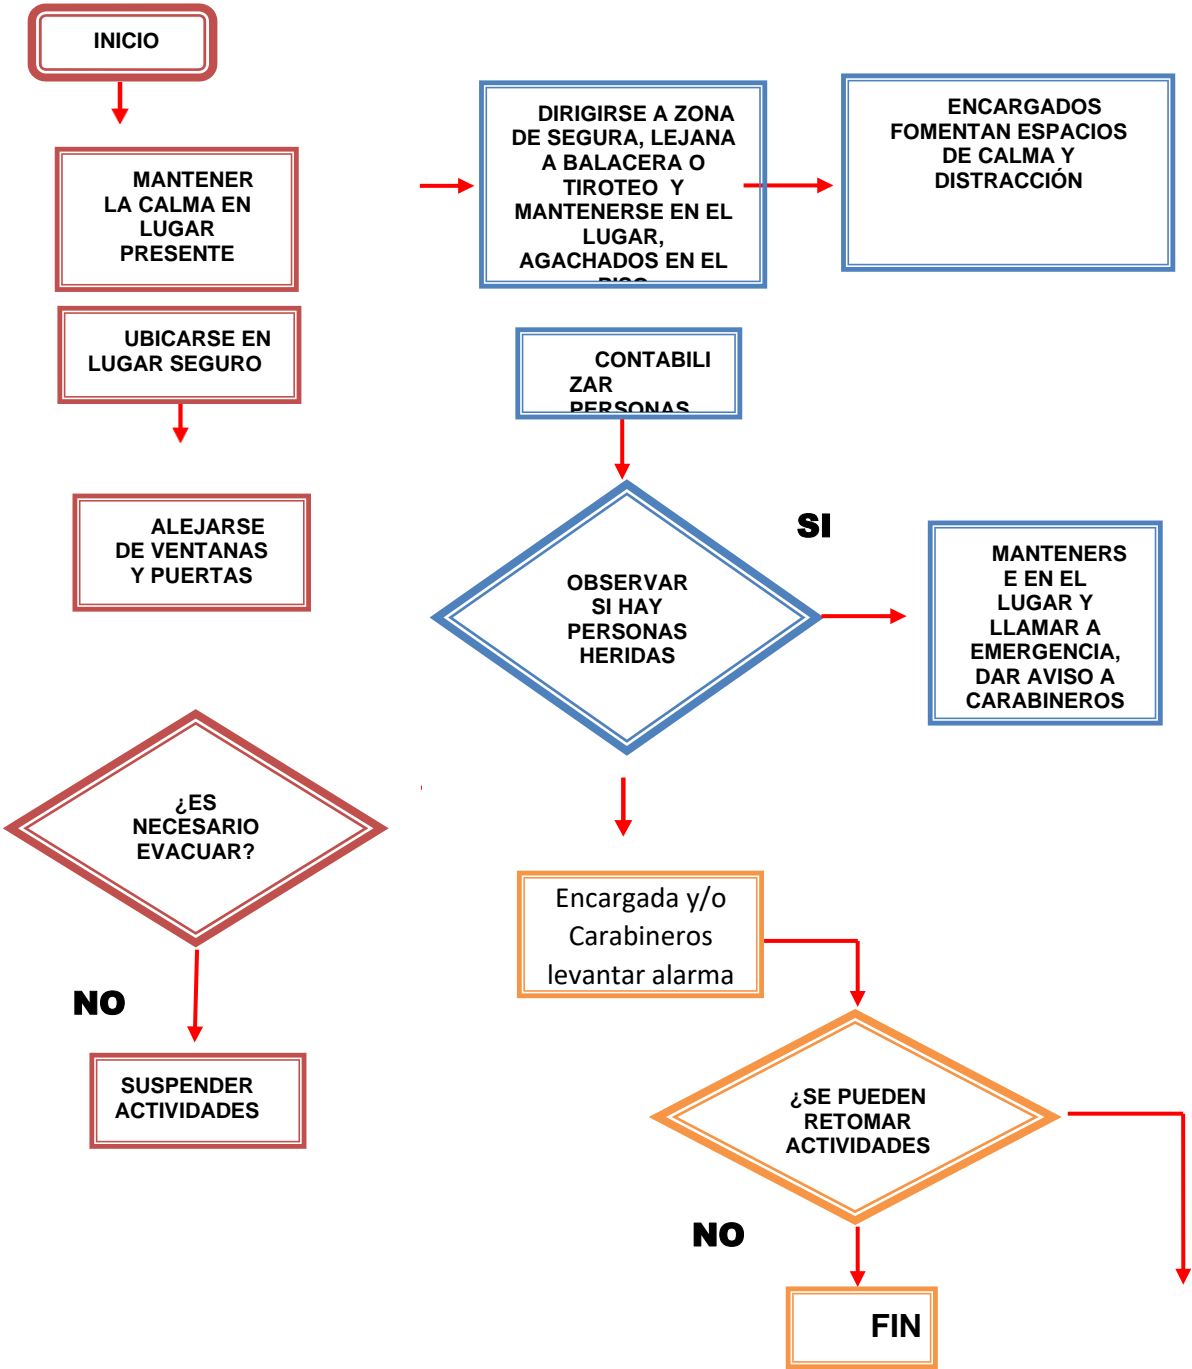 INICIO
MANTENER
LA CALMA EN
LUGAR
PRESENTE
UBICARSE EN
LUGAR SEGURO
ALEJARSE
DE VENTANAS
Y PUERTAS
¿ES
NECESARIO
EVACUAR?
NO
SUSPENDER
ACTIVIDADES
DIRIGIRSE A ZONA
DE SEGURA, LEJANA
A BALACERA O
TIROTEO Y
MANTENERSE EN EL
LUGAR,
AGACHADOS EN EL
PISO
ENCARGADOS
FOMENTAN ESPACIOS
DE CALMA Y
DISTRACCIÓN
CONTABILI
ZAR
PERSONAS
OBSERVAR
SI HAY
PERSONAS
HERIDAS
SI
MANTENERS
E EN EL
LUGAR Y
LLAMAR A
EMERGENCIA,
DAR AVISO A
CARABINEROS
Encargada y/o
Carabineros
levantar alarma
¿SE PUEDEN
RETOMAR
ACTIVIDADES
NO
FIN